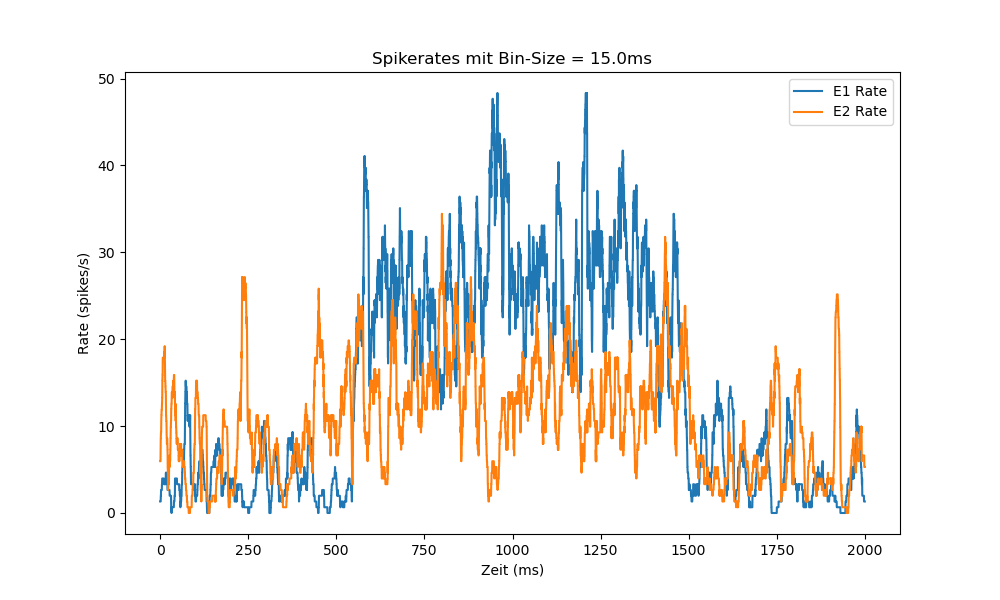 Spikerates mit Bin-Size = 15.0ms
E1 Rate
E2 Rate
Rate (spikes/s)
50
40
30
20
10
0
0 250 500 750 1000 1250 1500 1750 2000
Zeit (ms)